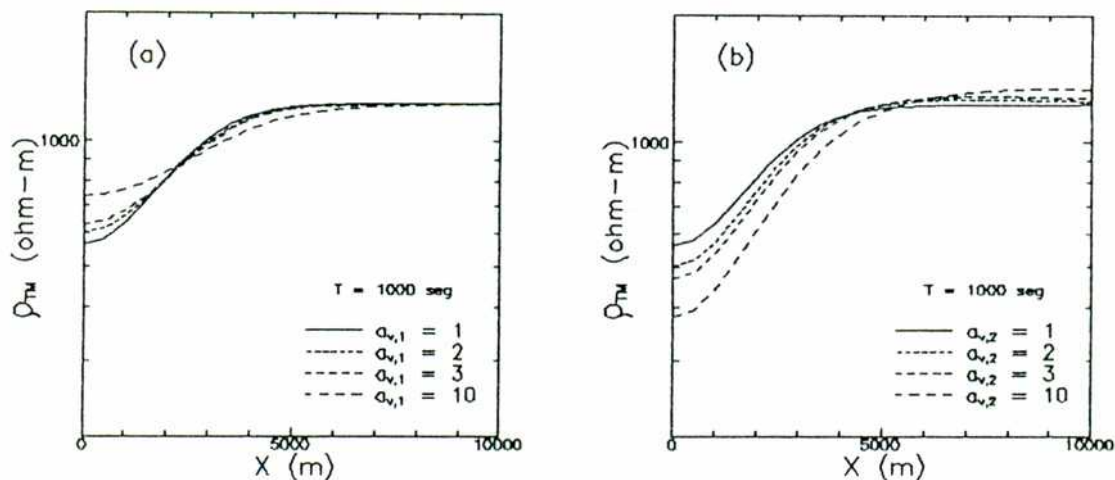 (a)
1000
ρTM (ohm-m)
T = 1000 seg
av,1 = 1
av,1 = 2
av,1 = 3
av,1 = 10
0 5000 10000
X (m)
(b)
1000
ρTM (ohm-m)
T = 1000 seg
av,2 = 1
av,2 = 2
av,2 = 3
av,2 = 10
0 5000 10000
X (m)